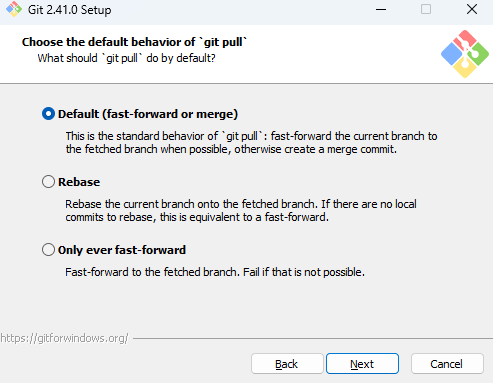 Git 2.41.0 Setup
Choose the default behavior of `git pull`
What should `git pull` do by default?
Default (fast-forward or merge)
This is the standard behavior of `git pull`: fast-forward the current branch to
the fetched branch when possible, otherwise create a merge commit.
Rebase
Rebase the current branch onto the fetched branch. If there are no local
commits to rebase, this is equivalent to a fast-forward.
Only ever fast-forward
Fast-forward to the fetched branch. Fail if that is not possible.
https://gitforwindows.org/
Back Next Cancel